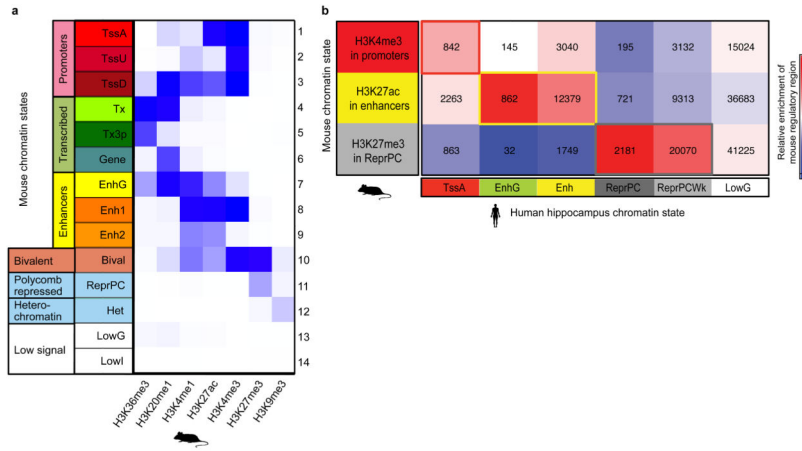 a
Mouse chromatin states
Promoters
Transcribed
Enhancers
Bivalent
Polycomb
repressed
Hetero-
chromatin
Low signal
TssA
TssU
TssD
Tx
Tx3p
Gene
EnhG
Enh1
Enh2
Bival
ReprPC
Het
LowG
LowI
1
2
3
4
5
6
7
8
9
10
11
12
13
14
H3K36me3
H3K20me1
H3K4me1
H3K27ac
H3K4me3
H3K27me3
H3K9me3
b
Mouse chromatin state
H3K4me3
in promoters
842 145 3040 195 3132 15024
H3K27ac
in enhancers
2263 862 12379 721 9313 36683
H3K27me3
in ReprPC
863 32 1749 2181 20070 41225
TssA EnhG Enh ReprPC ReprPCWk LowG
Human hippocampus chromatin state
Relative enrichment of
mouse regulatory region